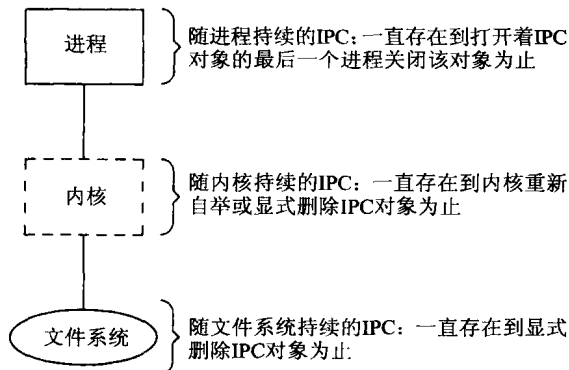 进程
随进程持续的IPC：一直存在到打开着IPC
对象的最后一个进程关闭该对象为止
内核
随内核持续的IPC：一直存在到内核重新
自举或显式删除IPC对象为止
文件系统
随文件系统持续的IPC：一直存在到显式
删除IPC对象为止